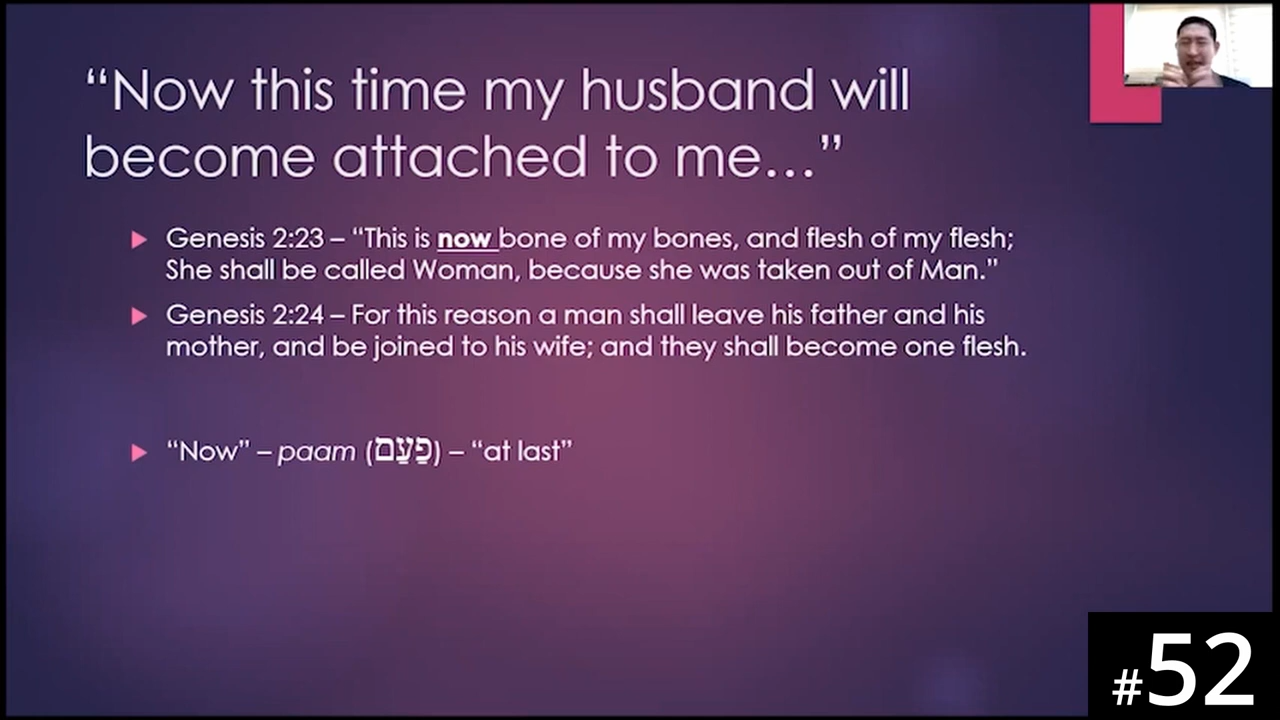 “Now this time my husband will
become attached to me…”
Genesis 2:23 – “This is now bone of my bones, and flesh of my flesh;
She shall be called Woman, because she was taken out of Man.”
Genesis 2:24 – For this reason a man shall leave his father and his
mother, and be joined to his wife; and they shall become one flesh.
“Now” – paam (פַּעַם) – “at last”
#52